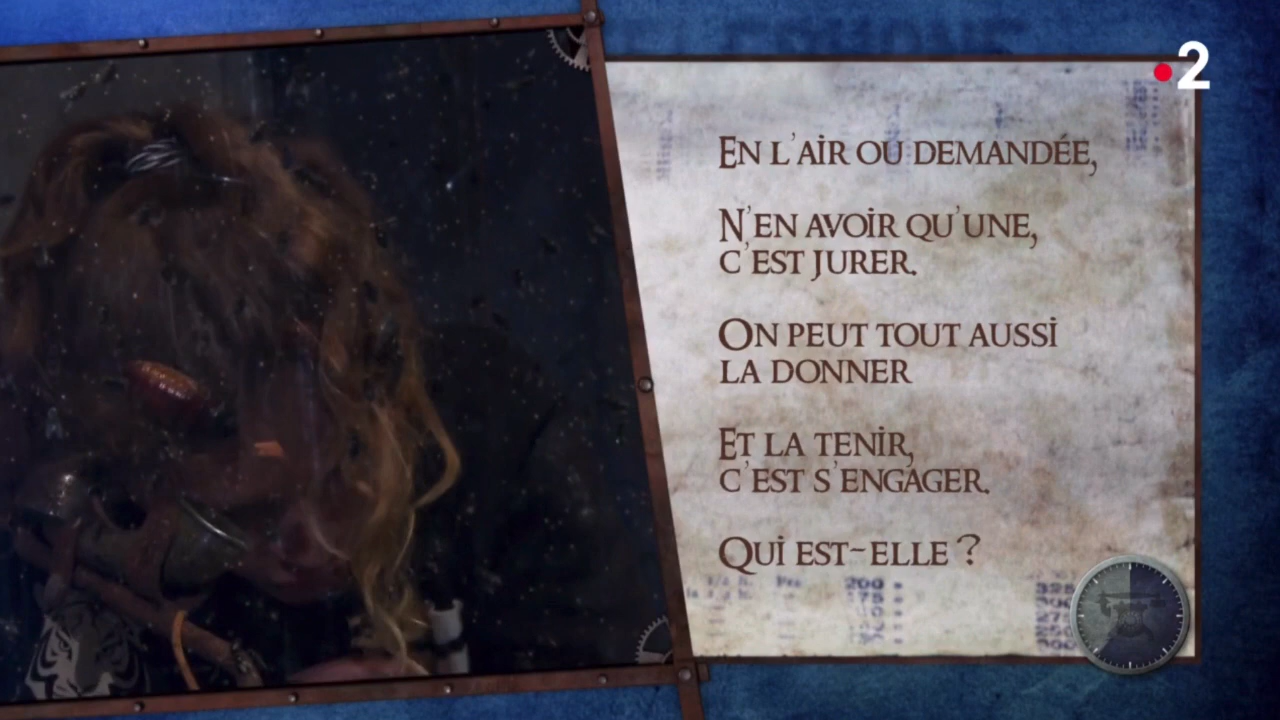 2
En l'air ou demandée,
N'en avoir qu'une,
c'est jurer.
On peut tout aussi
la donner
Et la tenir,
c'est s'engager.
Qui est-elle ?
200